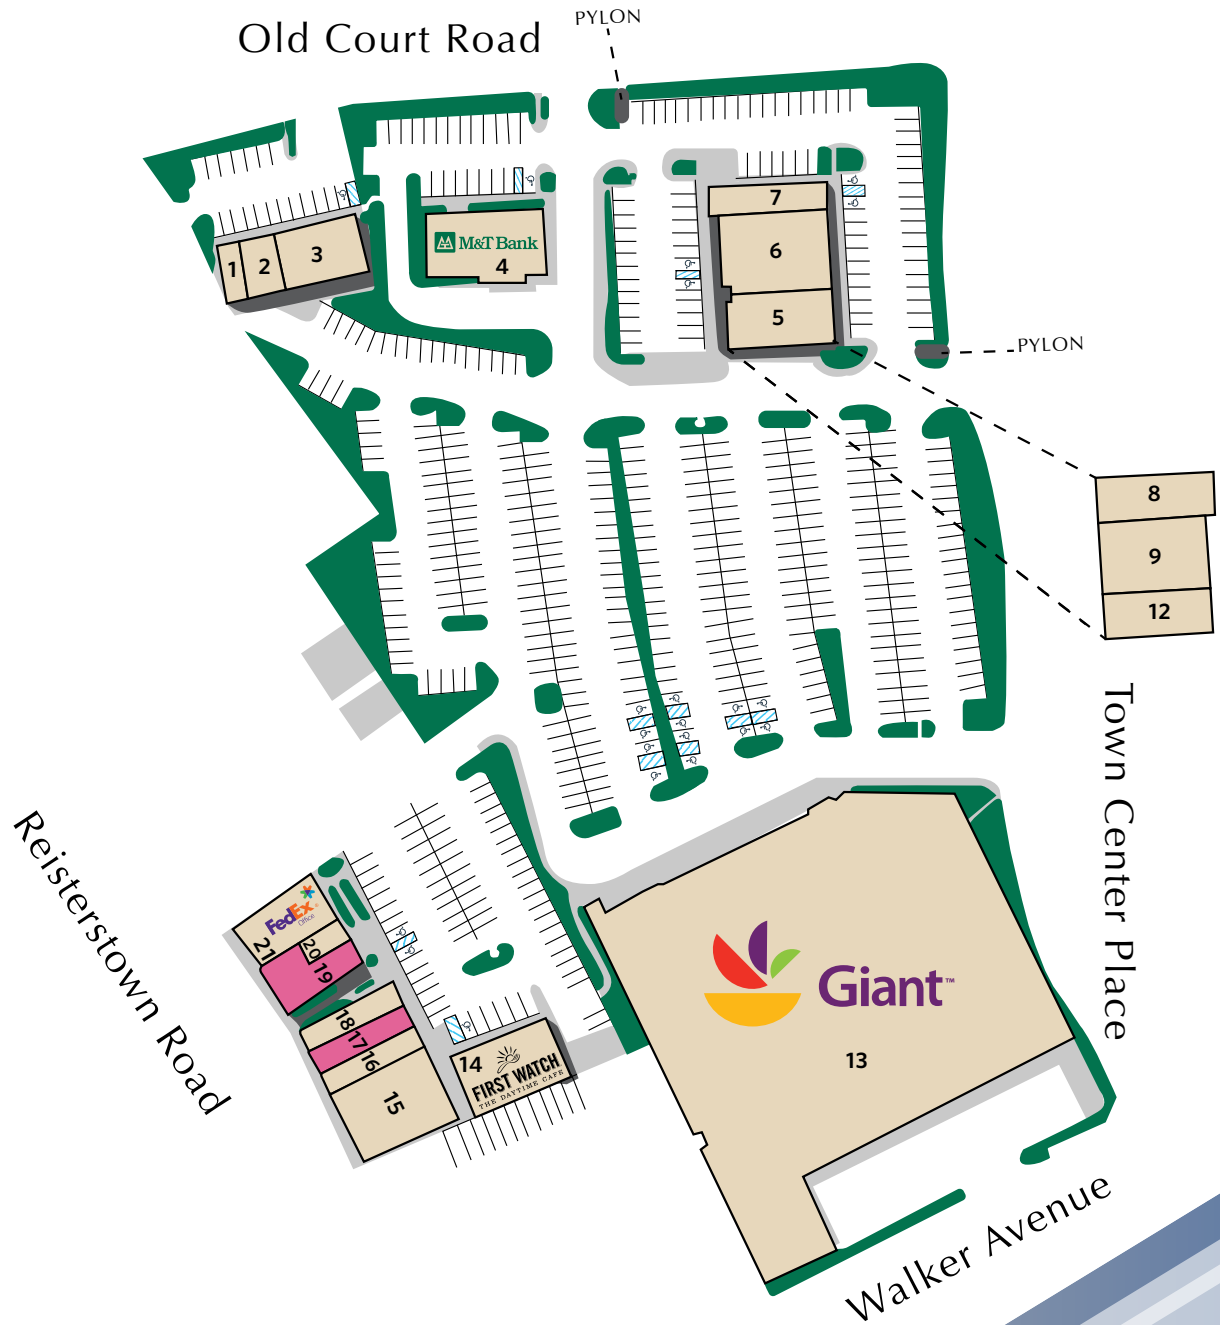 PYLON
Old Court Road
7
1
2
3
M&T Bank
4
6
5
PYLON
8
9
12
Town Center Place
Reisterstown Road
FedEx
Office
21
20
19
18
17
16
15
14
FIRST WATCH
THE DAYTIME CAFE
Giant™
13
Walker Avenue